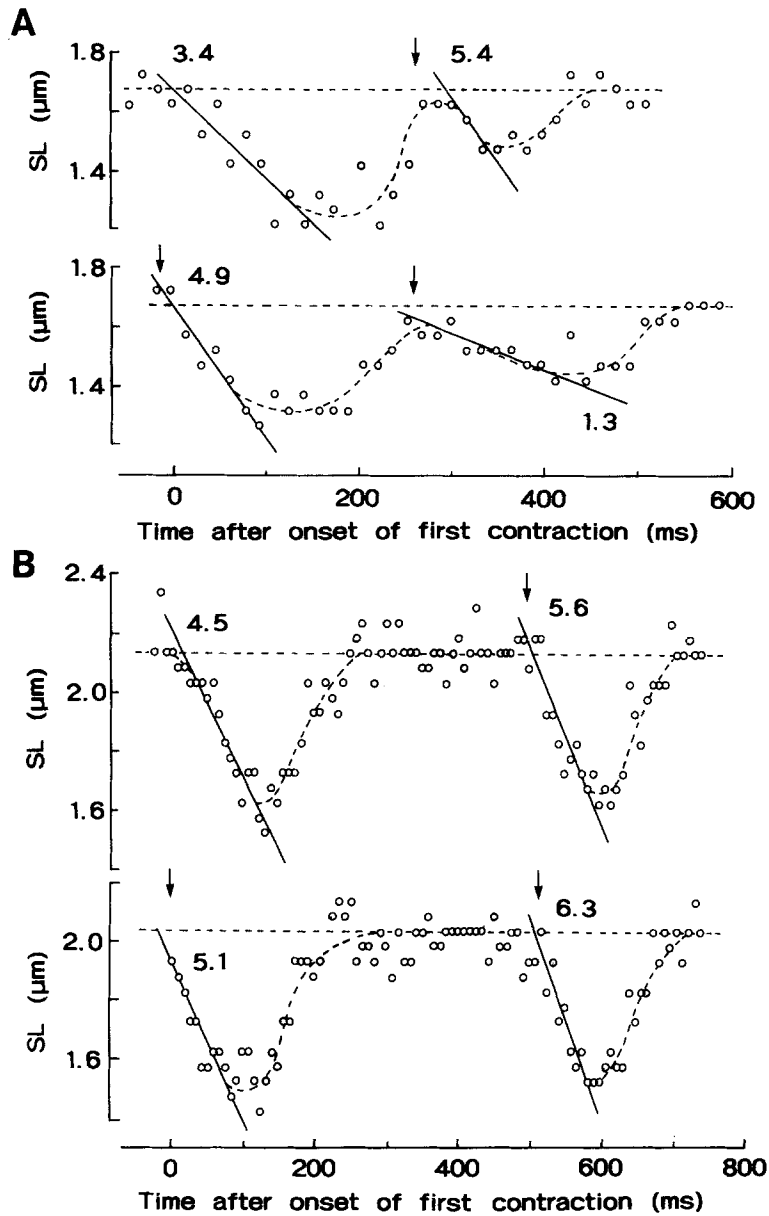 A
3.4
5.4
1.8
SL (μm)
1.4
4.9
1.8
SL (μm)
1.4
1.3
0 200 400 600
Time after onset of first contraction (ms)
B
2.4
4.5
5.6
2.0
SL (μm)
1.6
5.1
6.3
2.0
SL (μm)
1.6
0 200 400 600 800
Time after onset of first contraction (ms)